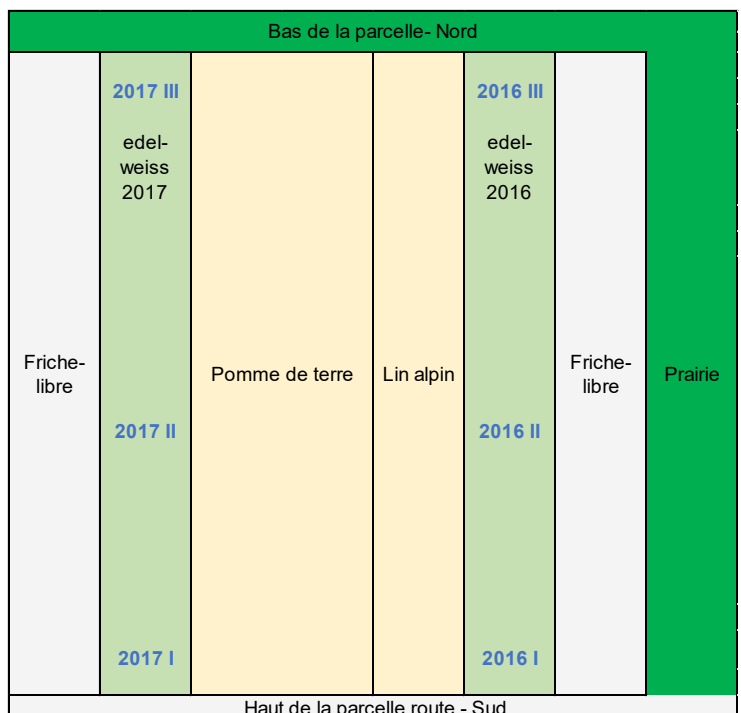 Bas de la parcelle- Nord
2017 III
edel-
weiss
2017
2016 III
edel-
weiss
2016
Friche-
libre
Pomme de terre
Lin alpin
Friche-
libre
Prairie
2017 II
2016 II
2017 I
2016 I
Haut de la parcelle route - Sud